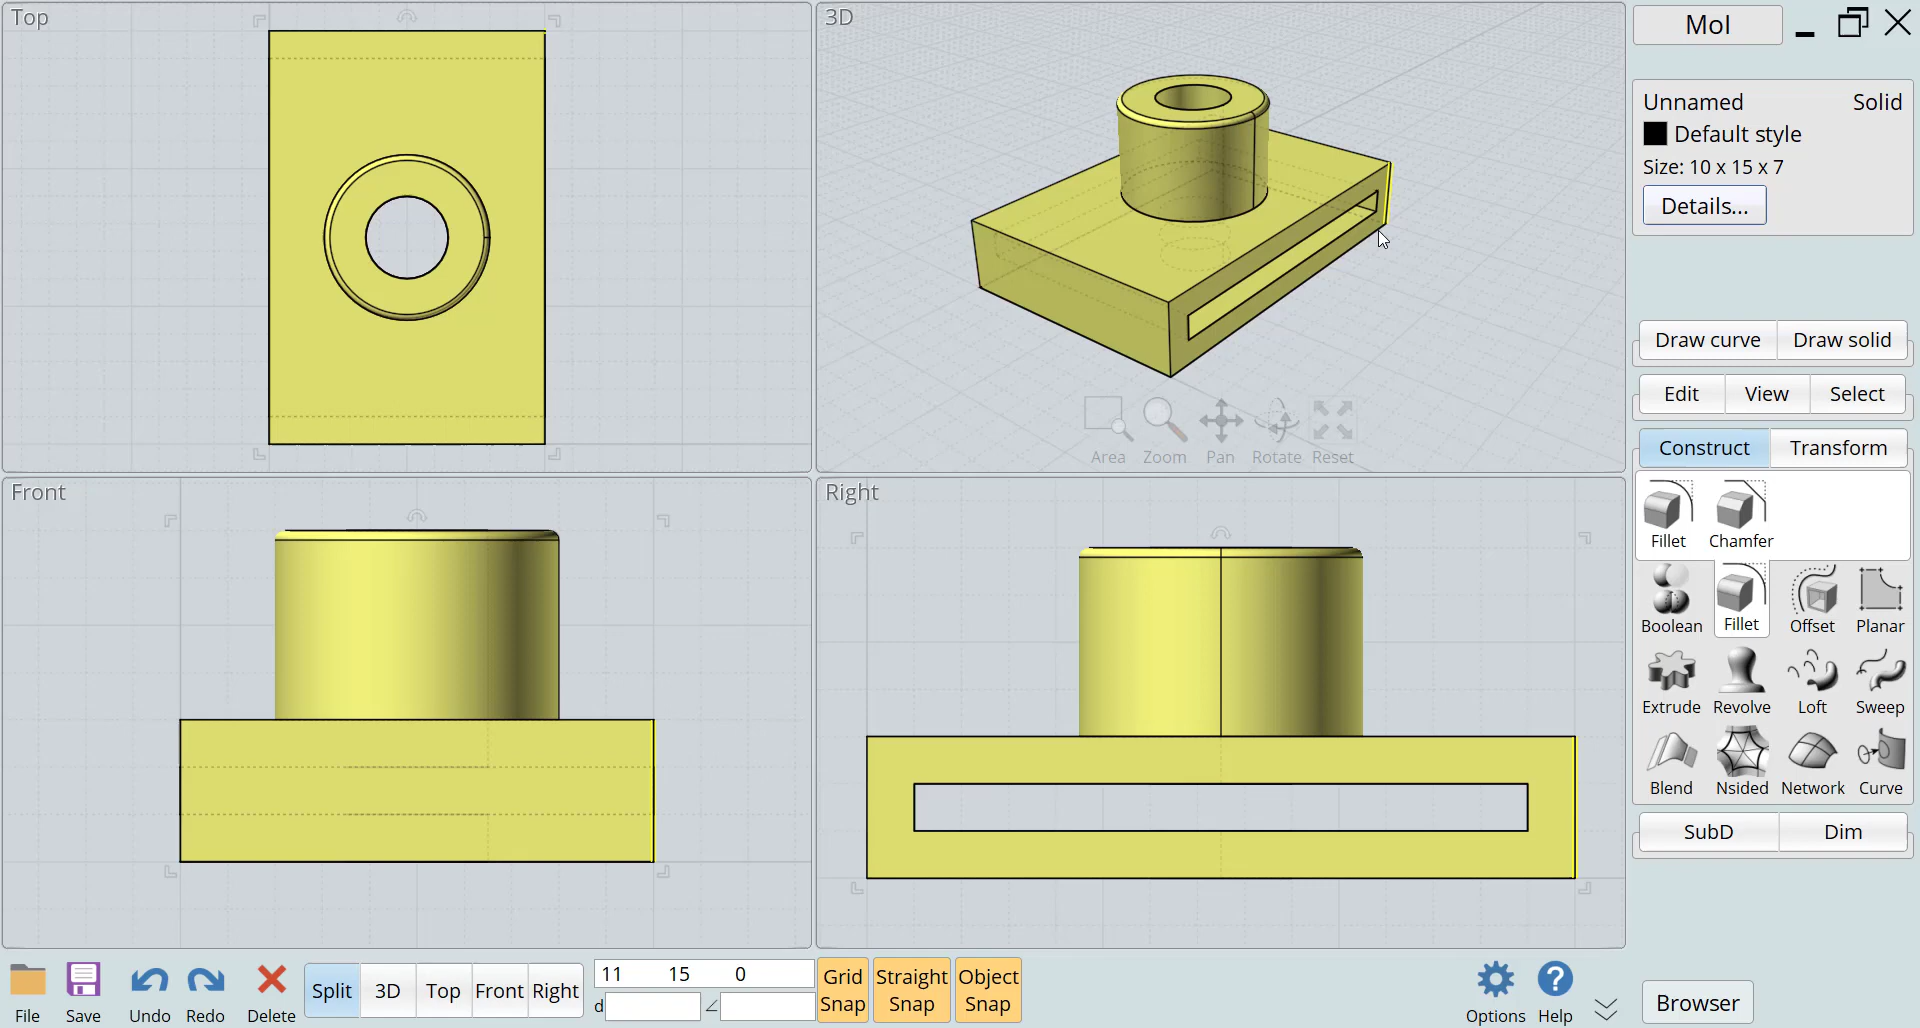 Top
3D
Area Zoom Pan Rotate Reset
Front
Right
MoI
Unnamed Solid
Default style
Size: 10 x 15 x 7
Details...
Draw curve Draw solid
Edit View Select
Construct Transform
Fillet Chamfer
Boolean Fillet Offset Planar
Extrude Revolve Loft Sweep
Blend Nsided Network Curve
SubD Dim
File Save Undo Redo Delete
Split 3D Top Front Right
11 15 0
d ∠
Grid Snap
Straight Snap
Object Snap
Options Help
Browser